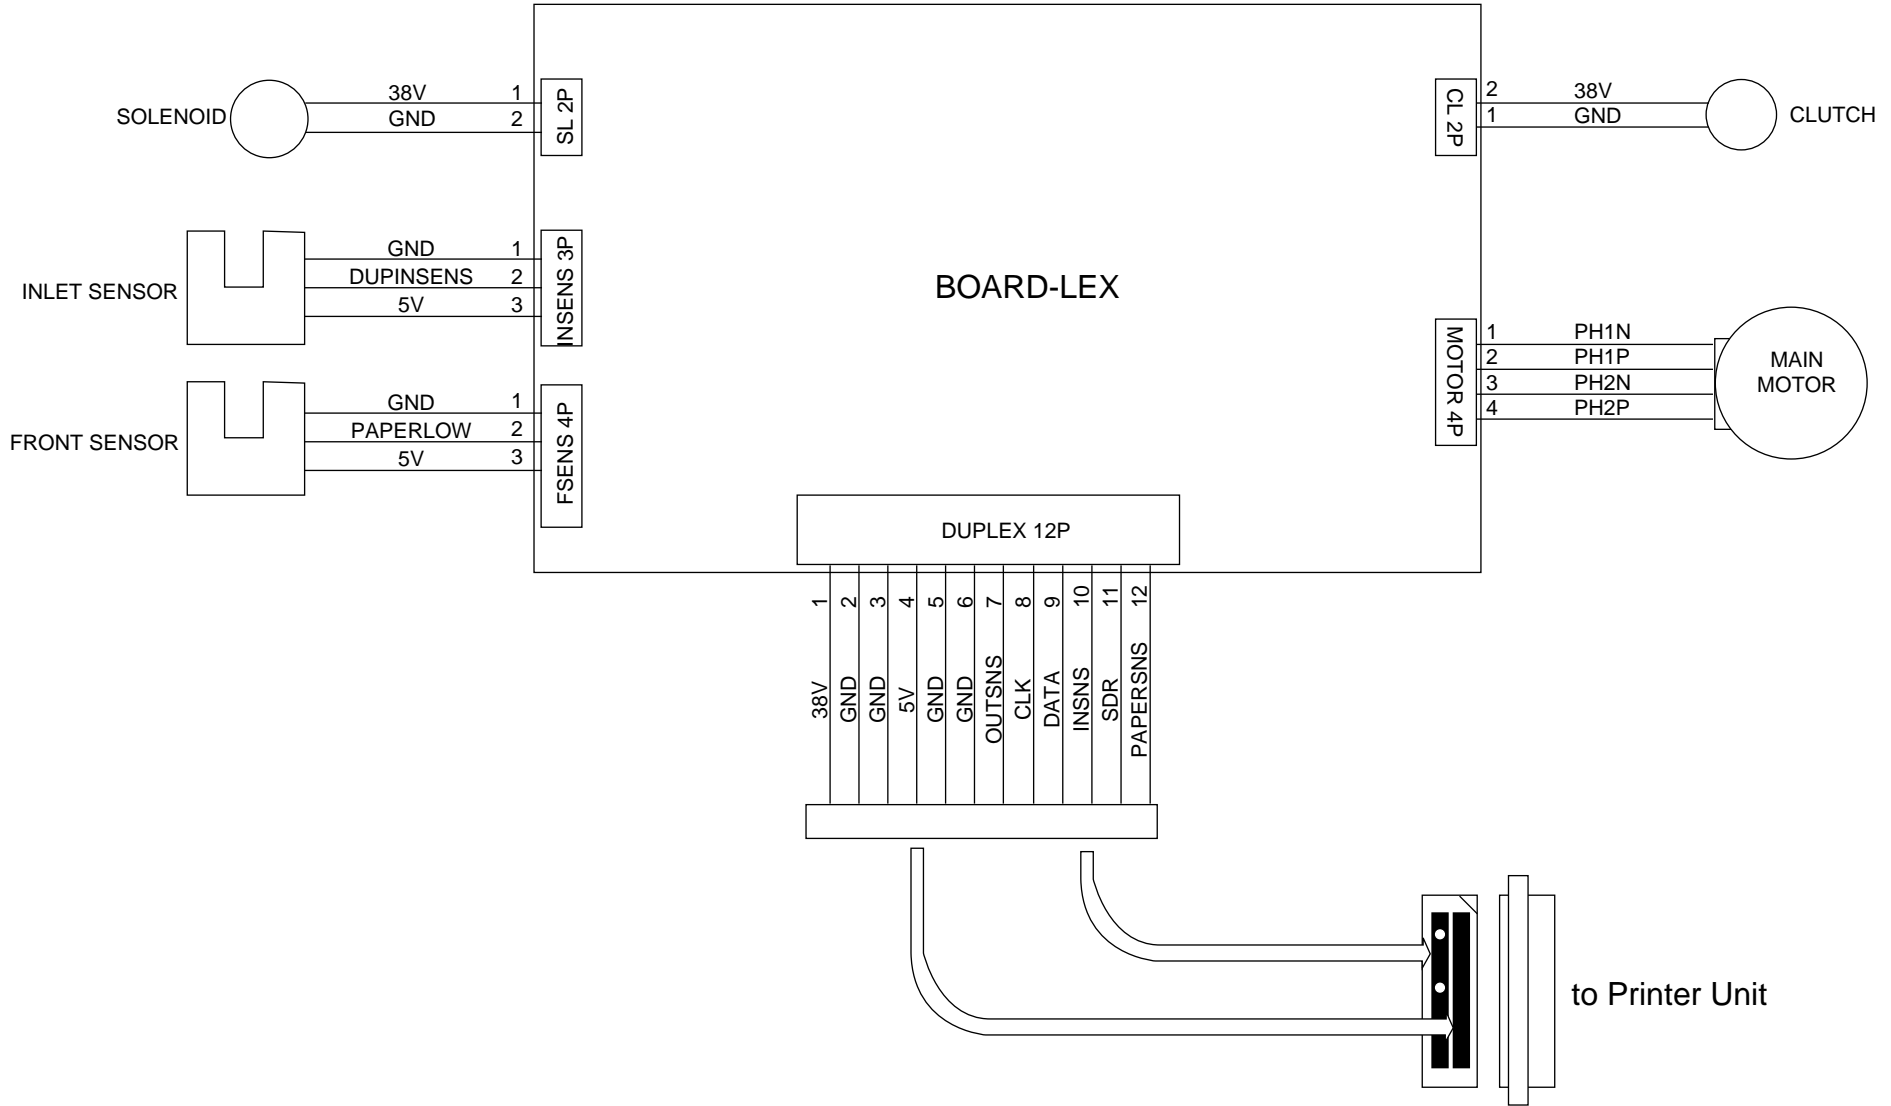 SOLENOID
38V 1
GND 2
SL 2P
INLET SENSOR
GND 1
DUPINSENS 2
5V 3
INSENS 3P
FRONT SENSOR
GND 1
PAPERLOW 2
5V 3
FSENS 4P
BOARD-LEX
CL 2P
2 38V
1 GND
CLUTCH
MOTOR 4P
1 PH1N
2 PH1P
3 PH2N
4 PH2P
MAIN
MOTOR
DUPLEX 12P
38V 1
GND 2
GND 3
5V 4
GND 5
GND 6
OUTSNS 7
CLK 8
DATA 9
INSNS 10
SDR 11
PAPERSNS 12
to Printer Unit